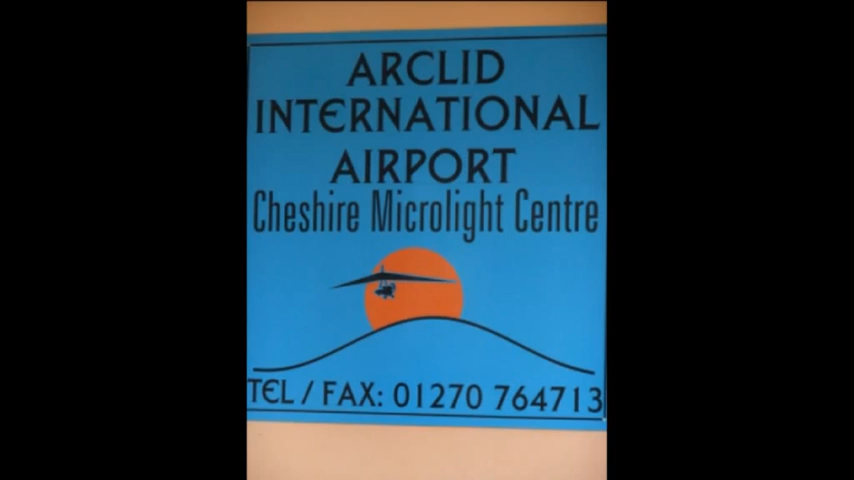 ARCLID
INTERNATIONAL
AIRPORT
Cheshire Microlight Centre
TEL / FAX: 01270 764713